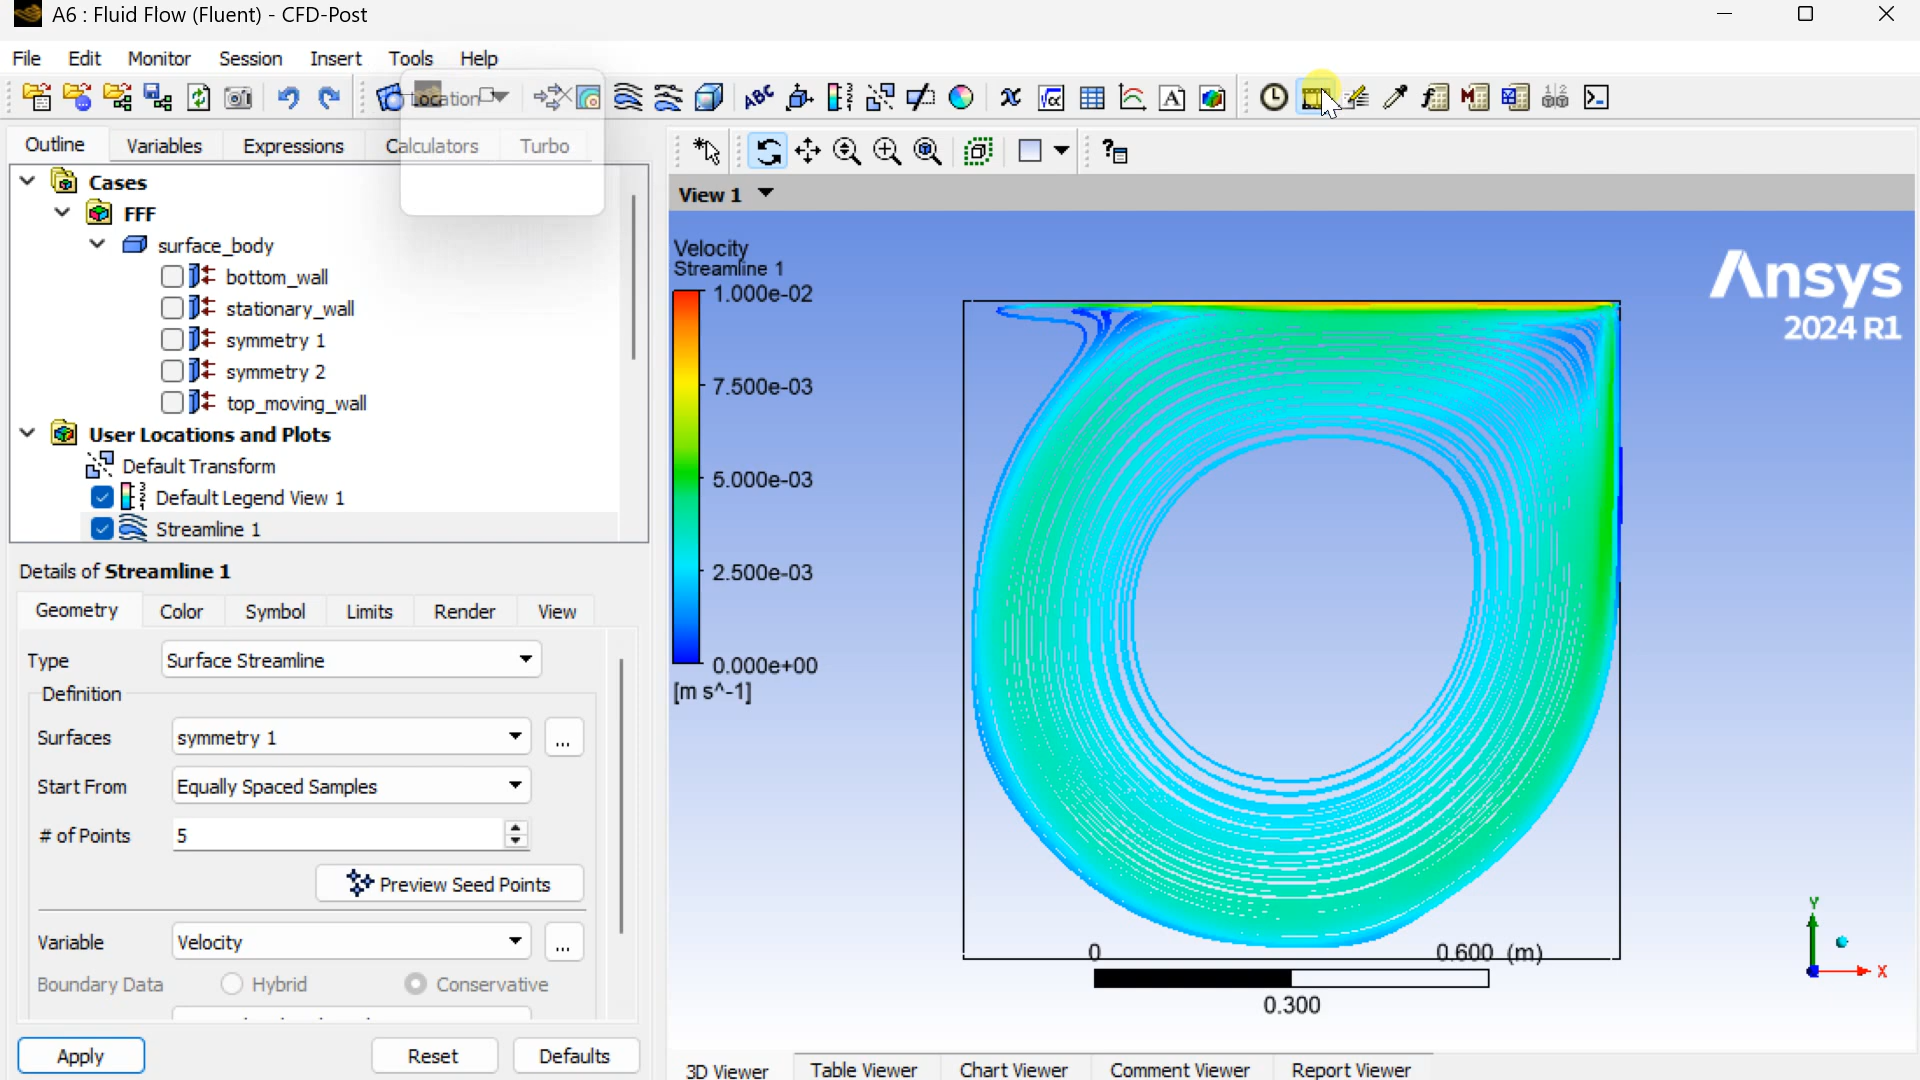 A6 : Fluid Flow (Fluent) - CFD-Post
File Edit Monitor Session Insert Tools Help
Location
Outline Variables Expressions Calculators Turbo
Cases
FFF
surface_body
bottom_wall
stationary_wall
symmetry 1
symmetry 2
top_moving_wall
User Locations and Plots
Default Transform
Default Legend View 1
Streamline 1
Details of Streamline 1
Geometry Color Symbol Limits Render View
Type Surface Streamline
Definition
Surfaces symmetry 1 ...
Start From Equally Spaced Samples
# of Points 5
Preview Seed Points
Variable Velocity ...
Boundary Data Hybrid Conservative
Apply Reset Defaults
View 1
Velocity
Streamline 1
1.000e-02
7.500e-03
5.000e-03
2.500e-03
0.000e+00
[m s^-1]
Ansys
2024 R1
0 0.600 (m)
0.300
Y
X
3D Viewer Table Viewer Chart Viewer Comment Viewer Report Viewer